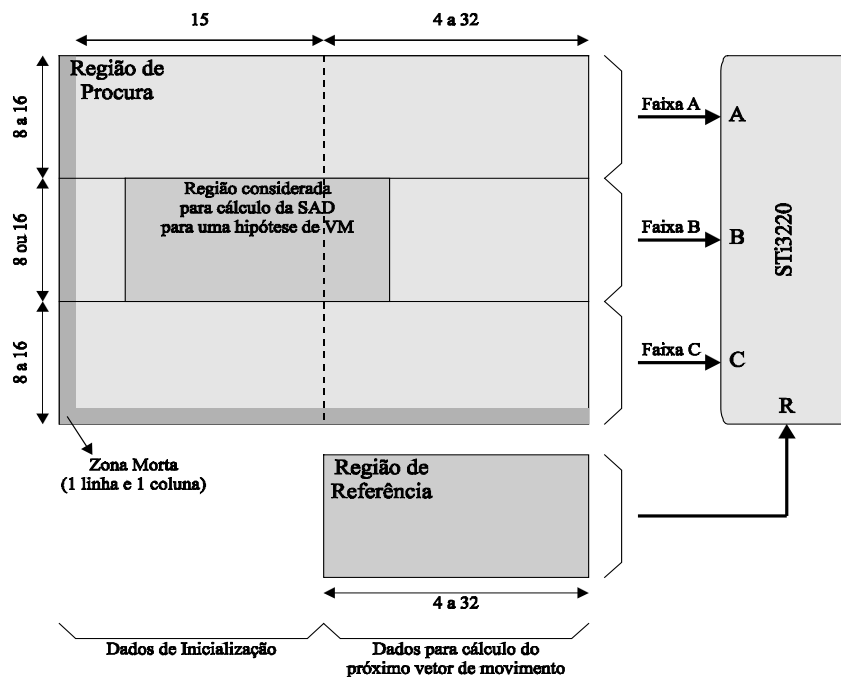 15
4 a 32
Região de
Procura
8 a 16
Faixa A
A
Região considerada
para cálculo da SAD
para uma hipótese de VM
8 ou 16
Faixa B
B
STi3220
8 a 16
Faixa C
C
R
Zona Morta
(1 linha e 1 coluna)
Região de
Referência
4 a 32
Dados de Inicialização
Dados para cálculo do
próximo vetor de movimento